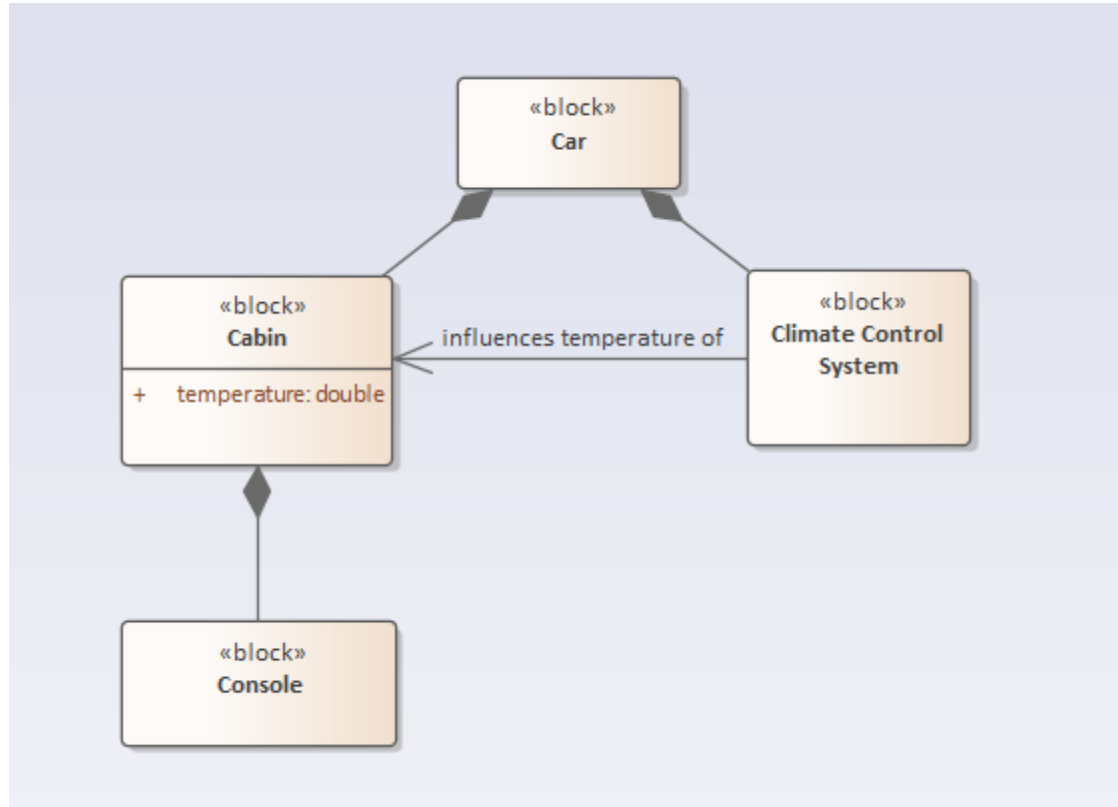 «block»
Car
«block»
Cabin
+ temperature: double
influences temperature of
«block»
Climate Control
System
«block»
Console